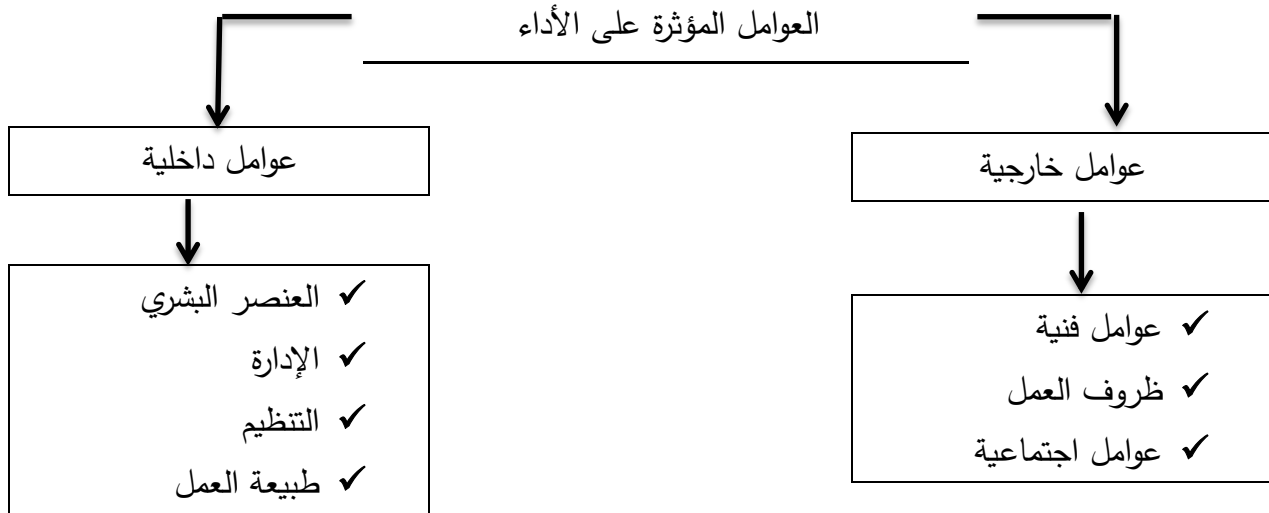 العوامل المؤثرة على الأداء
عوامل خارجية
✓ عوامل فنية
✓ ظروف العمل
✓ عوامل اجتماعية
عوامل داخلية
✓ العنصر البشري
✓ الإدارة
✓ التنظيم
✓ طبيعة العمل